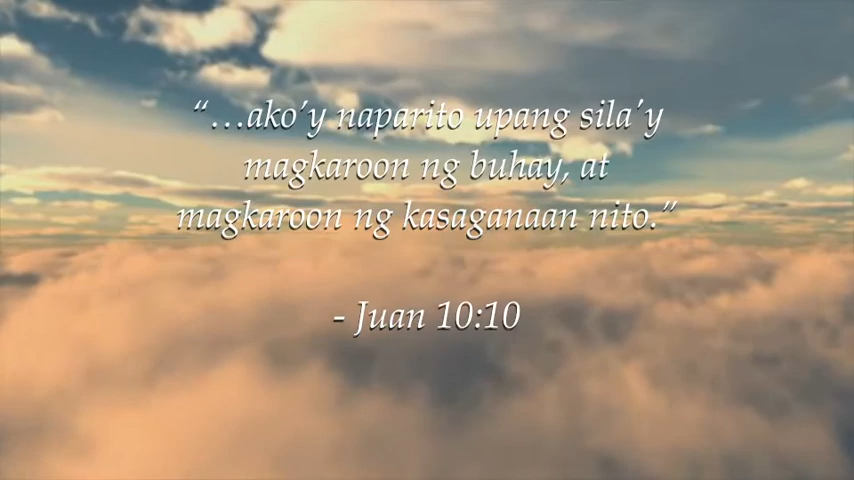 “...ako’y naparito upang sila'y
magkaroon ng buhay, at
magkaroon ng kasaganaan nito.”
- Juan 10:10